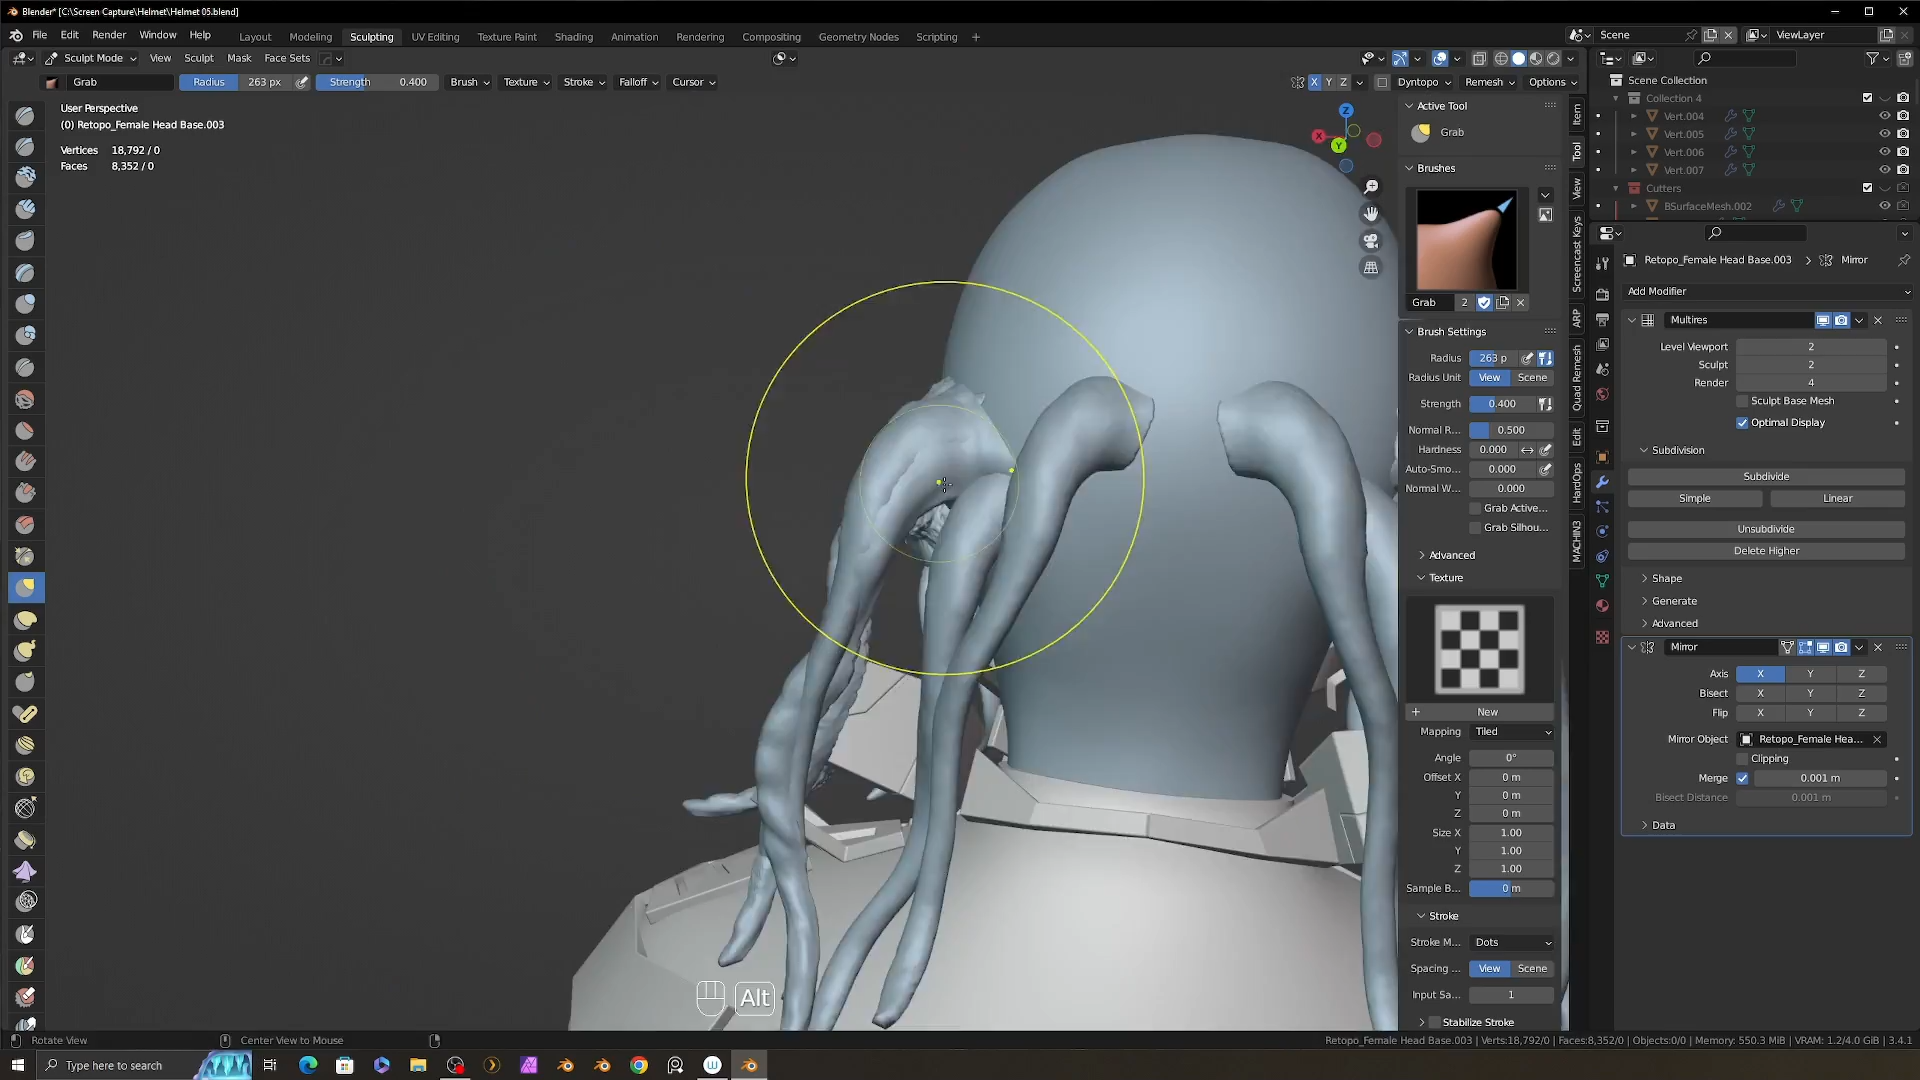 Blender* [C:\Screen Capture\Helmet\Helmet 05.blend]
File Edit Render Window Help
Layout Modeling Sculpting UV Editing Texture Paint Shading Animation Rendering Compositing Geometry Nodes Scripting +
Scene
ViewLayer
Sculpt Mode View Sculpt Mask Face Sets
Grab Radius 263 px Strength 0.400 Brush Texture Stroke Falloff Cursor
X Y Z Dyntopo Remesh Options
User Perspective
(0) Retopo_Female Head Base.003
Vertices 18,792 / 0
Faces 8,352 / 0
Z
X
Y
Alt
Active Tool
Grab
Brushes
Grab 2
Brush Settings
Radius 263 p
Radius Unit View Scene
Strength 0.400
Normal R... 0.500
Hardness 0.000
Auto-Smo... 0.000
Normal W... 0.000
Grab Active...
Grab Silhou...
Advanced
Texture
New
Mapping Tiled
Angle 0°
Offset X 0 m
Y 0 m
Z 0 m
Size X 1.00
Y 1.00
Z 1.00
Sample B... 0 m
Stroke
Stroke M... Dots
Spacing ... View Scene
Input Sa... 1
Stabilize Stroke
Item
Tool
View
Screencast Keys
ARP
Quad Remesh
Edit
HardOps
MACHIN3
Scene Collection
Collection 4
Vert.004
Vert.005
Vert.006
Vert.007
Cutters
BSurfaceMesh.002
Retopo_Female Head Base.003 > Mirror
Add Modifier
Multires
Level Viewport 2
Sculpt 2
Render 4
Sculpt Base Mesh
Optimal Display
Subdivision
Subdivide
Simple Linear
Unsubdivide
Delete Higher
Shape
Generate
Advanced
Mirror
Axis X Y Z
Bisect X Y Z
Flip X Y Z
Mirror Object Retopo_Female Hea...
Clipping
Merge 0.001 m
Bisect Distance 0.001 m
Data
Rotate View Center View to Mouse
Retopo_Female Head Base.003 | Verts:18,792/0 | Faces:8,352/0 | Objects:0/0 | Memory: 550.3 MiB | VRAM: 1.2/4.0 GiB | 3.4.1
Type here to search